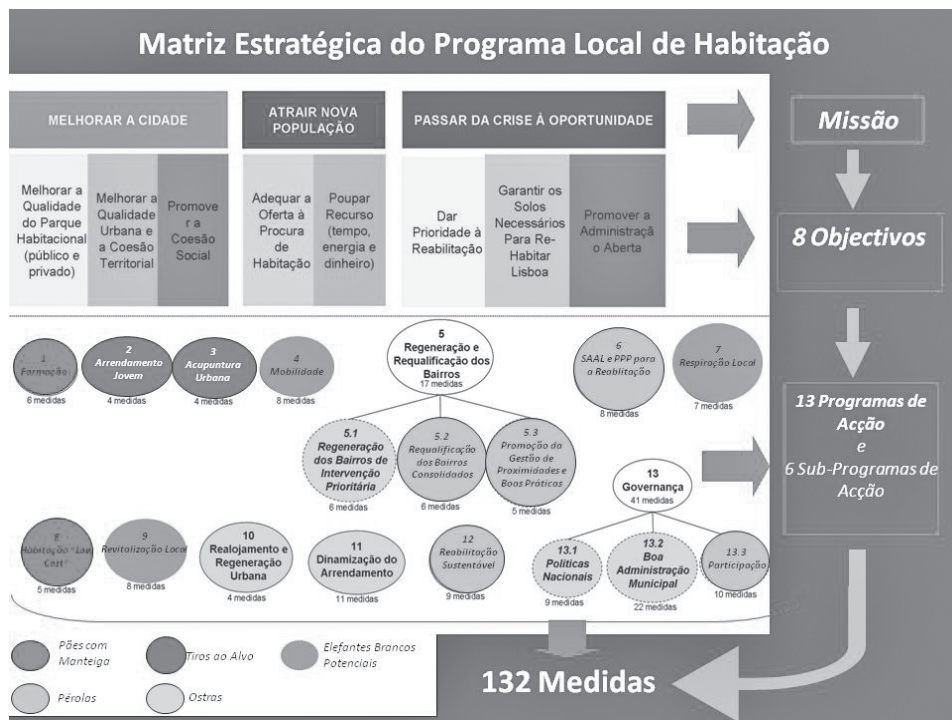 Matriz Estratégica do Programa Local de Habitação
MELHORAR A CIDADE
ATRAIR NOVA
POPULAÇÃO
PASSAR DA CRISE À OPORTUNIDADE
Missão
Melhorar a
Qualidade
do Parque
Habitacional
(público e
privado)
Melhorar a
Qualidade
Urbana e
a Coesão
Territorial
Promove
r a
Coesão
Social
Adequar a
Oferta à
Procura
de
Habitação
Poupar
Recurso
(tempo,
energia e
dinheiro)
Dar
Prioridade à
Reabilitação
Garantir os
Solos
Necessários
Para Re-
Habitar
Lisboa
Promover a
Administraçã
o Aberta
8 Objectivos
1
Formação
6 medidas
2
Arrendamento
Jovem
4 medidas
3
Acupuntura
Urbana
4 medidas
4
Mobilidade
8 medidas
5
Regeneração e
Requalificação dos
Bairros
17 medidas
6
SAAL e PPP para
a Reablitação
8 medidas
7
Respiração Local
7 medidas
5.1
Regeneração
dos Bairros de
Intervenção
Prioritária
6 medidas
5.2
Requalificação
dos Bairros
Consolidados
6 medidas
5.3
Promoção da
Gestão de
Proximidades e
Boas Práticas
5 medidas
13
Governança
41 medidas
13 Programas de
Acção
e
6 Sub-Programas de
Acção
8
Habitação "Low
Cost"
5 medidas
9
Revitalização Local
8 medidas
10
Realojamento e
Regeneração
Urbana
4 medidas
11
Dinamização do
Arrendamento
11 medidas
12
Reabilitação
Sustentável
9 medidas
13.1
Políticas
Nacionais
9 medidas
13.2
Boa
Administração
Municipal
22 medidas
13.3
Participação
10 medidas
Pães com
Manteiga
Tiros ao Alvo
Elefantes Brancos
Potenciais
Pérolas
Ostras
132 Medidas